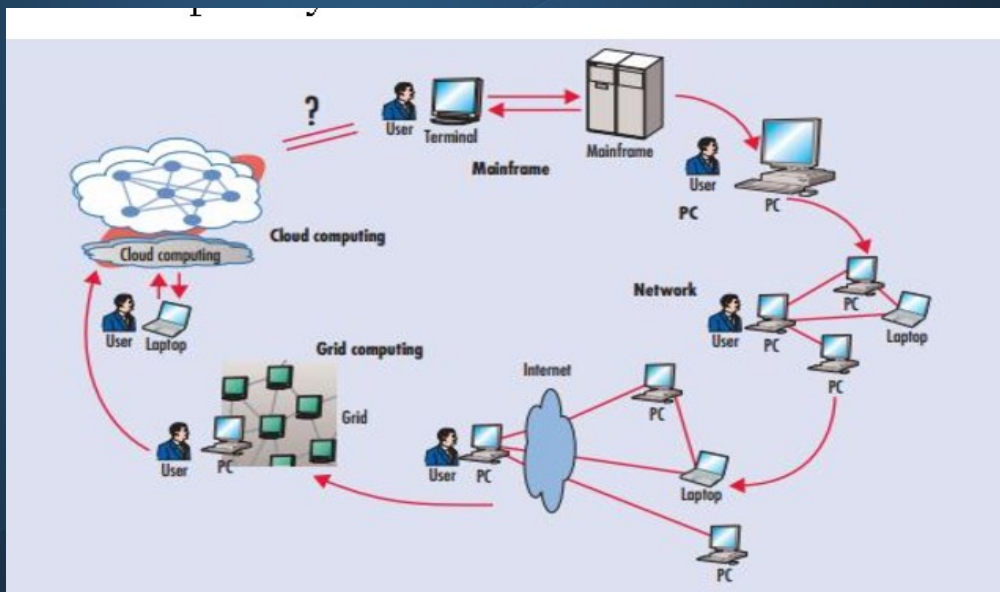 ?
User
Terminal
Mainframe
Mainframe
User
PC
PC
Cloud computing
Cloud computing
User
Laptop
Network
User
PC
PC
Laptop
PC
Internet
PC
Laptop
PC
User
PC
Grid computing
Grid
User
PC